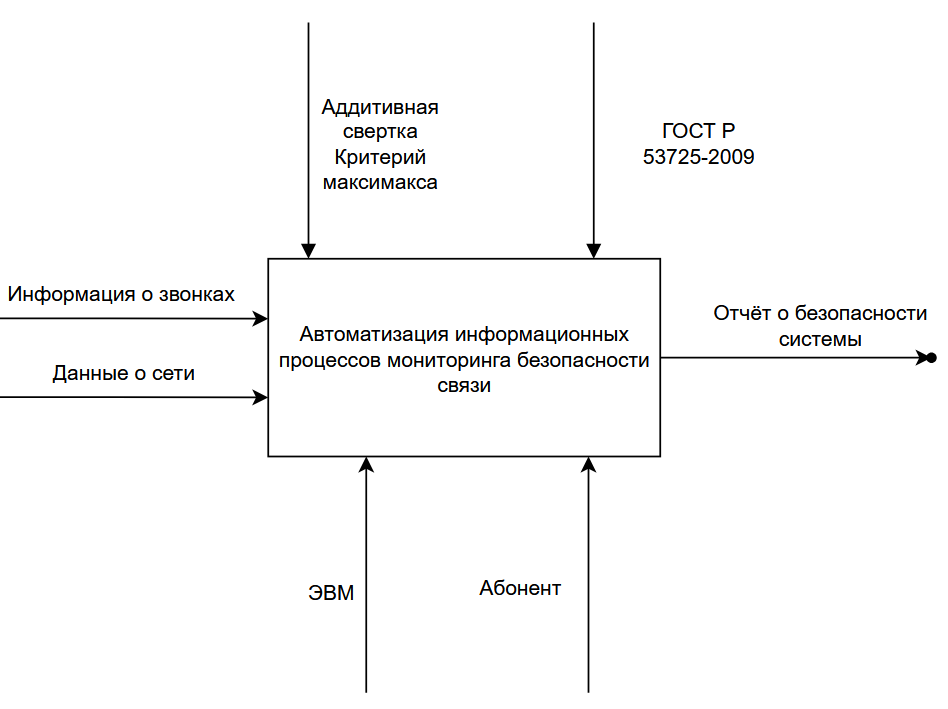 Аддитивная
свертка
Критерий
максимакса
ГОСТ Р
53725-2009
Информация о звонках
Данные о сети
Автоматизация информационных
процессов мониторинга безопасности
связи
Отчёт о безопасности
системы
ЭВМ
Абонент